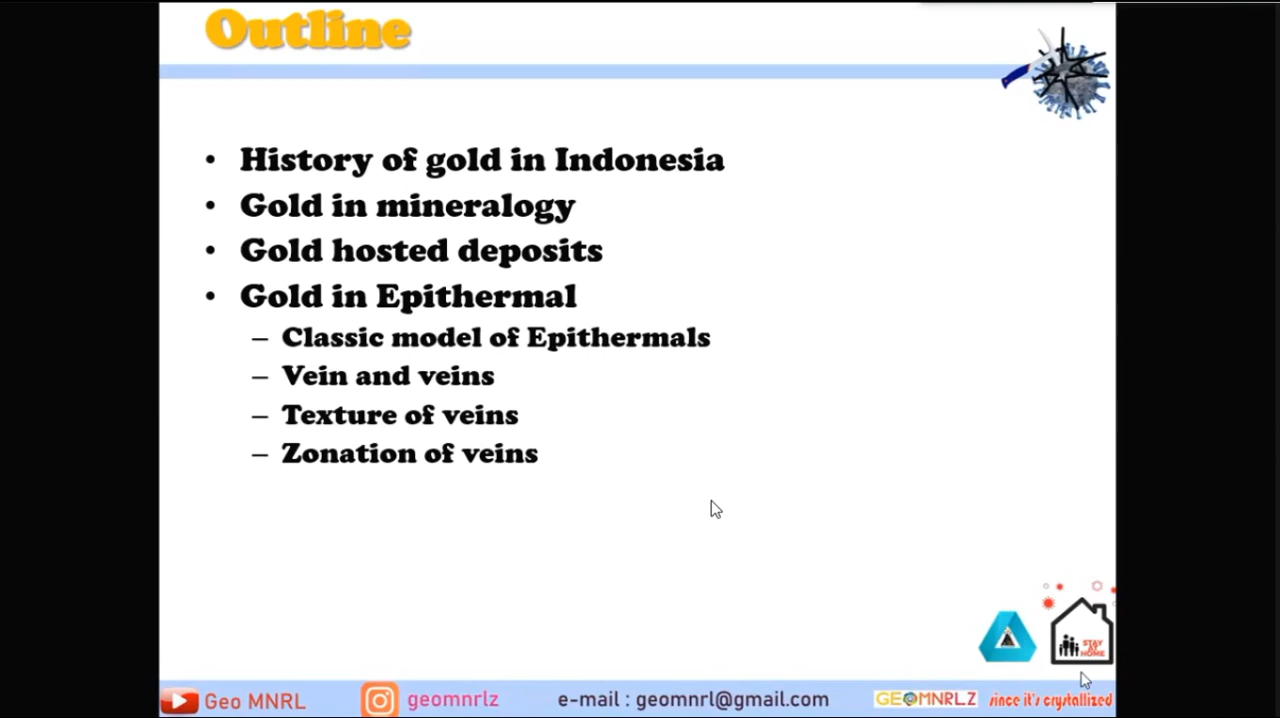 Outline
• History of gold in Indonesia
• Gold in mineralogy
• Gold hosted deposits
• Gold in Epithermal
– Classic model of Epithermals
– Vein and veins
– Texture of veins
– Zonation of veins
STAY
AT
HOME
Geo MNRL geomnrlz e-mail : geomnrl@gmail.com GEOMNRLZ since it's crystallized